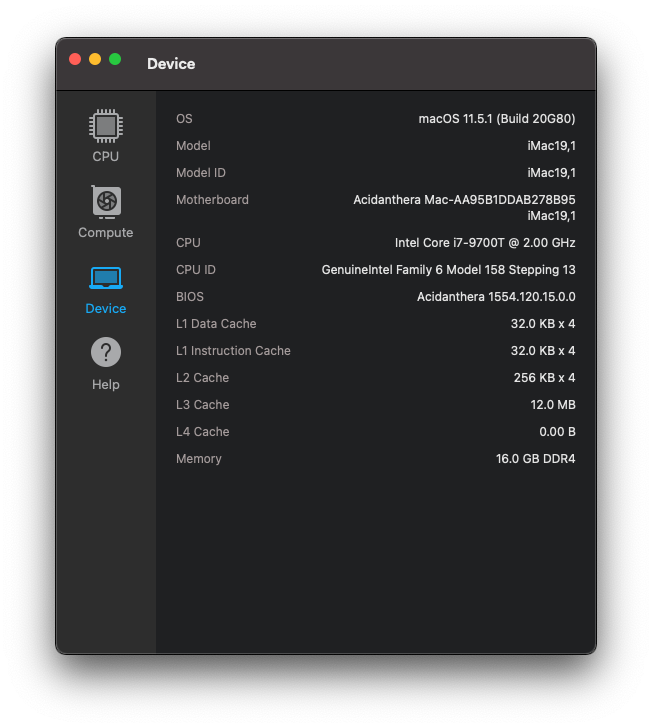 Device
CPU
Compute
Device
Help
OS macOS 11.5.1 (Build 20G80)
Model iMac19,1
Model ID iMac19,1
Motherboard Acidanthera Mac-AA95B1DDAB278B95
iMac19,1
CPU Intel Core i7-9700T @ 2.00 GHz
CPU ID GenuineIntel Family 6 Model 158 Stepping 13
BIOS Acidanthera 1554.120.15.0.0
L1 Data Cache 32.0 KB x 4
L1 Instruction Cache 32.0 KB x 4
L2 Cache 256 KB x 4
L3 Cache 12.0 MB
L4 Cache 0.00 B
Memory 16.0 GB DDR4